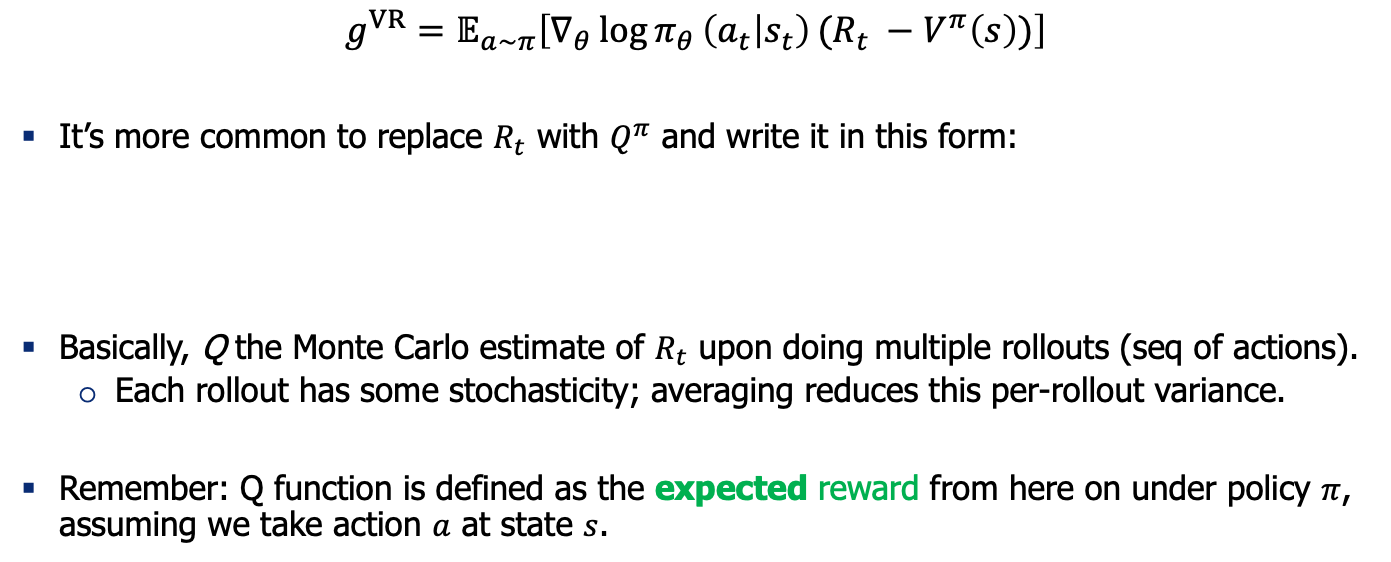 g^VR = 𝔼_{a~π}[∇_θ log π_θ (a_t|s_t) (R_t − V^π(s))]
▪ It’s more common to replace R_t with Q^π and write it in this form:
▪ Basically, Q the Monte Carlo estimate of R_t upon doing multiple rollouts (seq of actions).
○ Each rollout has some stochasticity; averaging reduces this per-rollout variance.
▪ Remember: Q function is defined as the expected reward from here on under policy π,
assuming we take action a at state s.